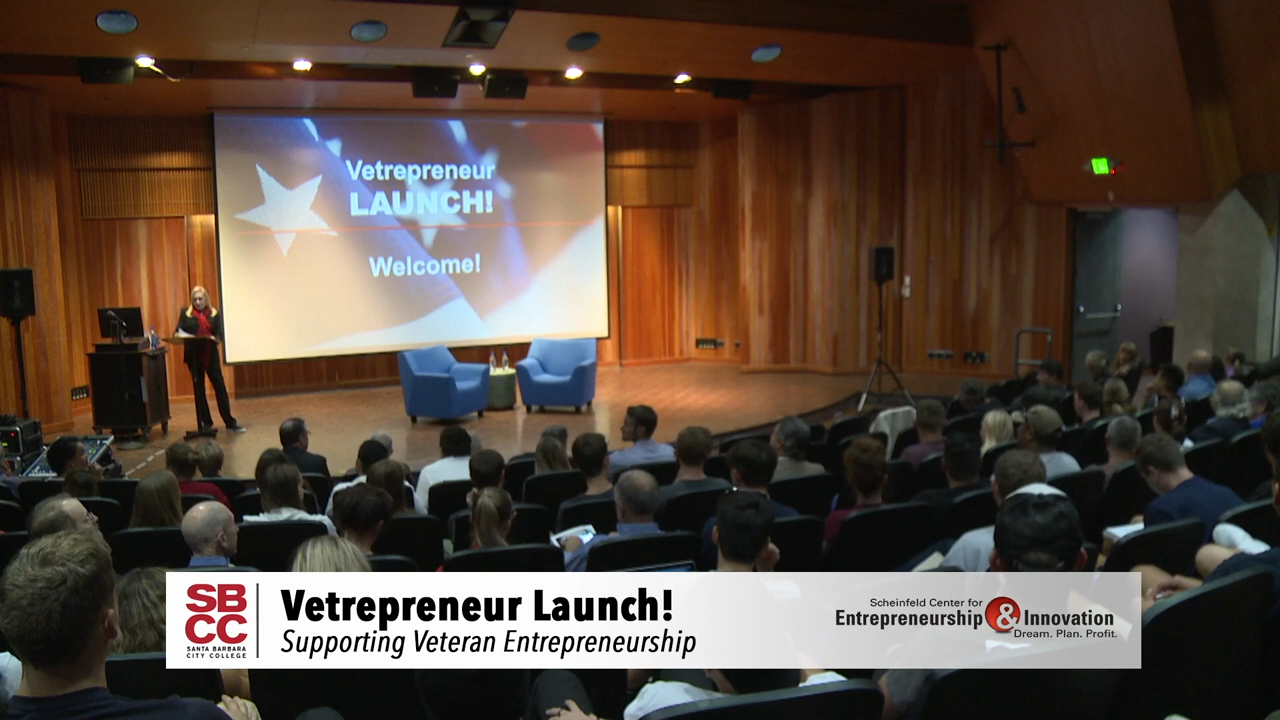 Vetrepreneur
LAUNCH!
Welcome!
SB
CC
SANTA BARBARA
CITY COLLEGE
Vetrepreneur Launch!
Supporting Veteran Entrepreneurship
Scheinfeld Center for
Entrepreneurship & Innovation
Dream. Plan. Profit.